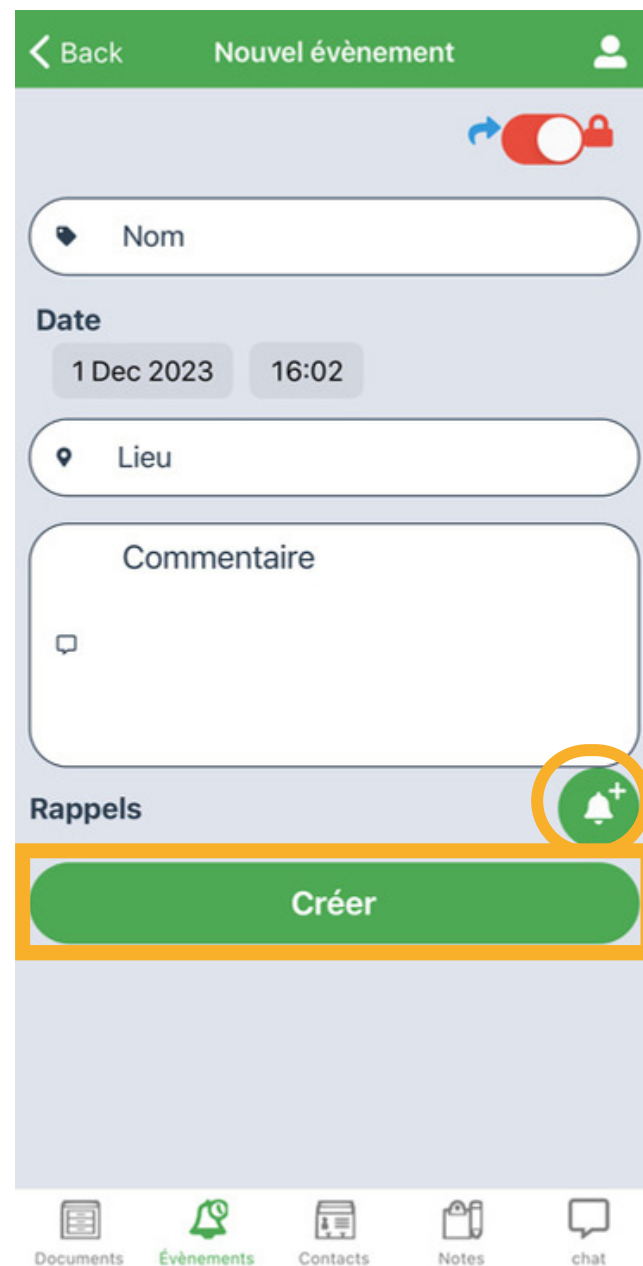 Back Nouvel évènement
Nom
Date
1 Dec 2023 16:02
Lieu
Commentaire
Rappels
Créer
Documents Évènements Contacts Notes chat